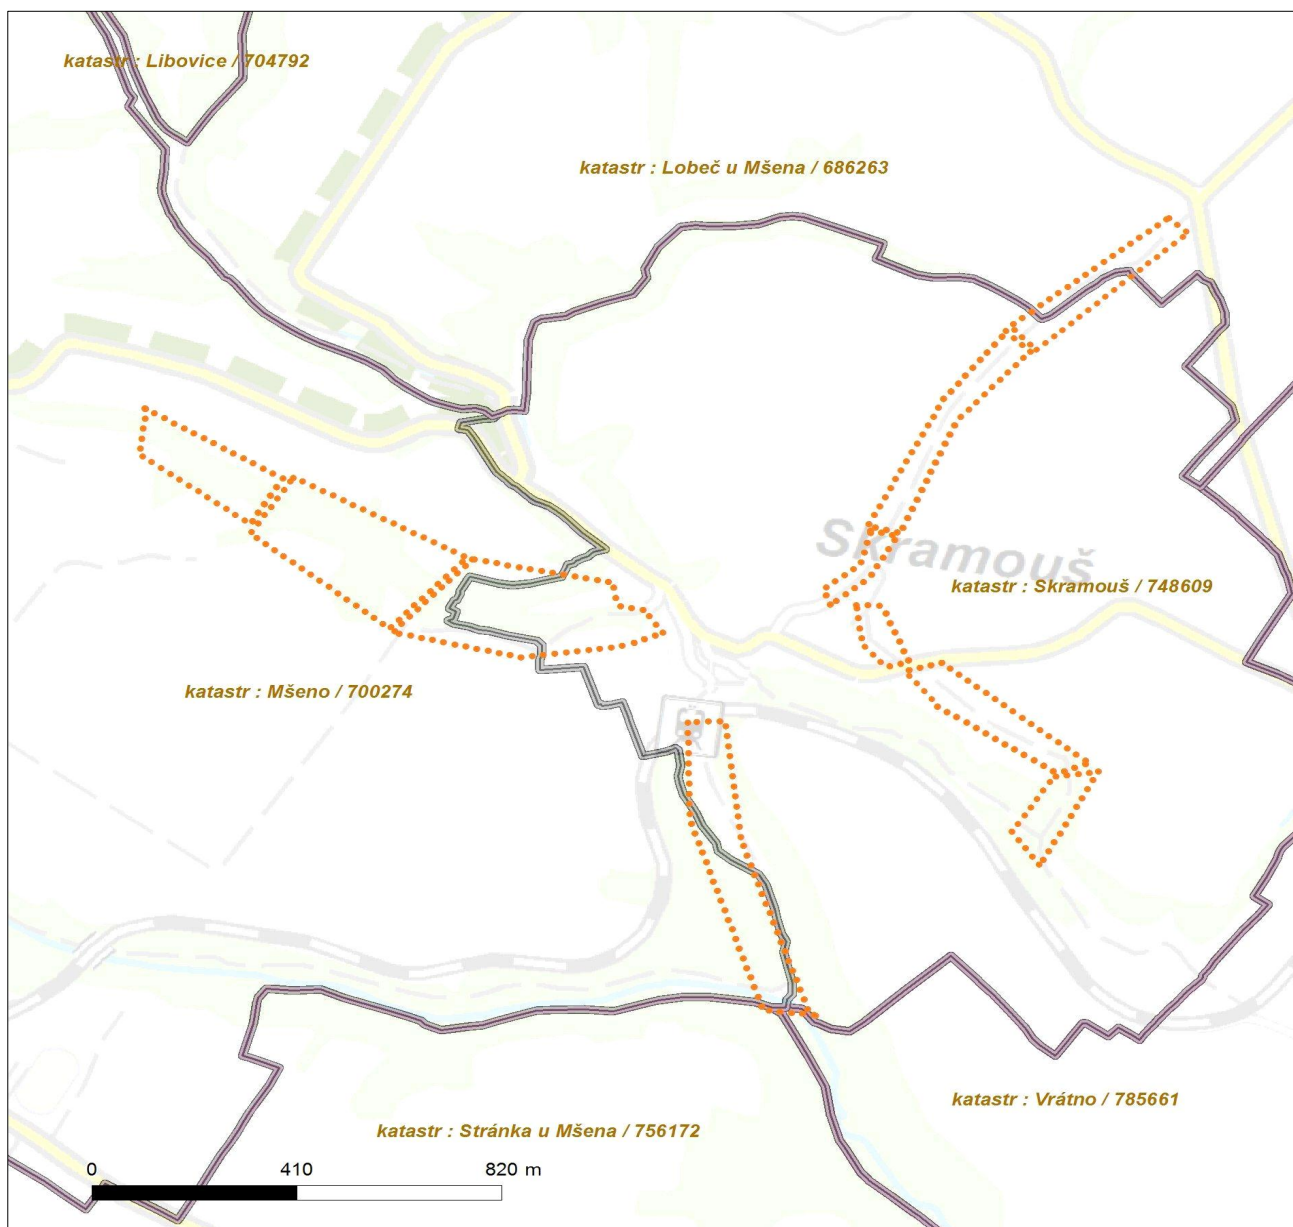 katastr : Libovice / 704792
katastr : Lobeč u Mšena / 686263
Skramouš
katastr : Skramouš / 748609
katastr : Mšeno / 700274
katastr : Vrátno / 785661
katastr : Stránka u Mšena / 756172
0 410 820 m